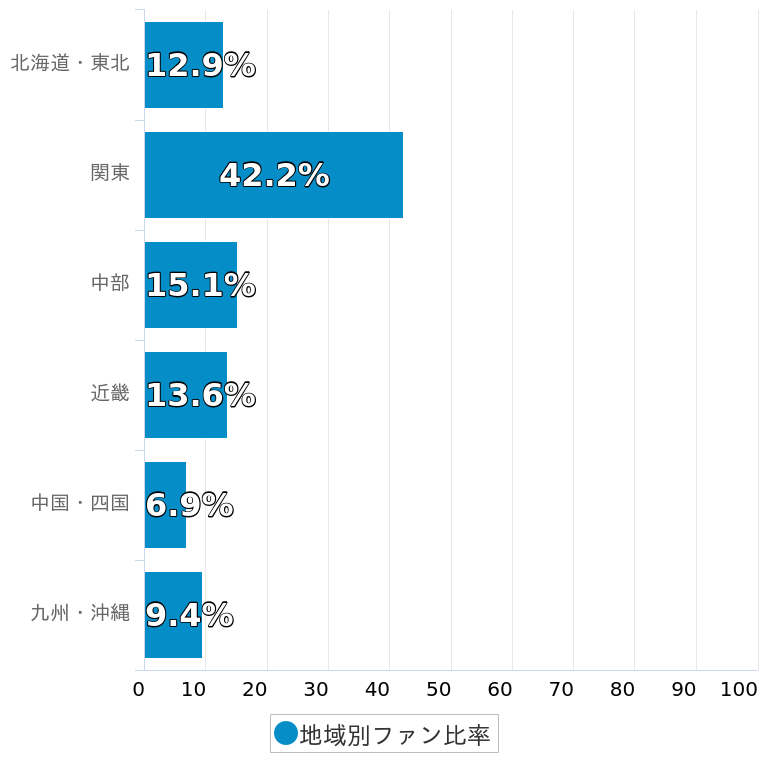 北海道・東北 12.9%
関東 42.2%
中部 15.1%
近畿 13.6%
中国・四国 6.9%
九州・沖縄 9.4%
0 10 20 30 40 50 60 70 80 90 100
地域別ファン比率